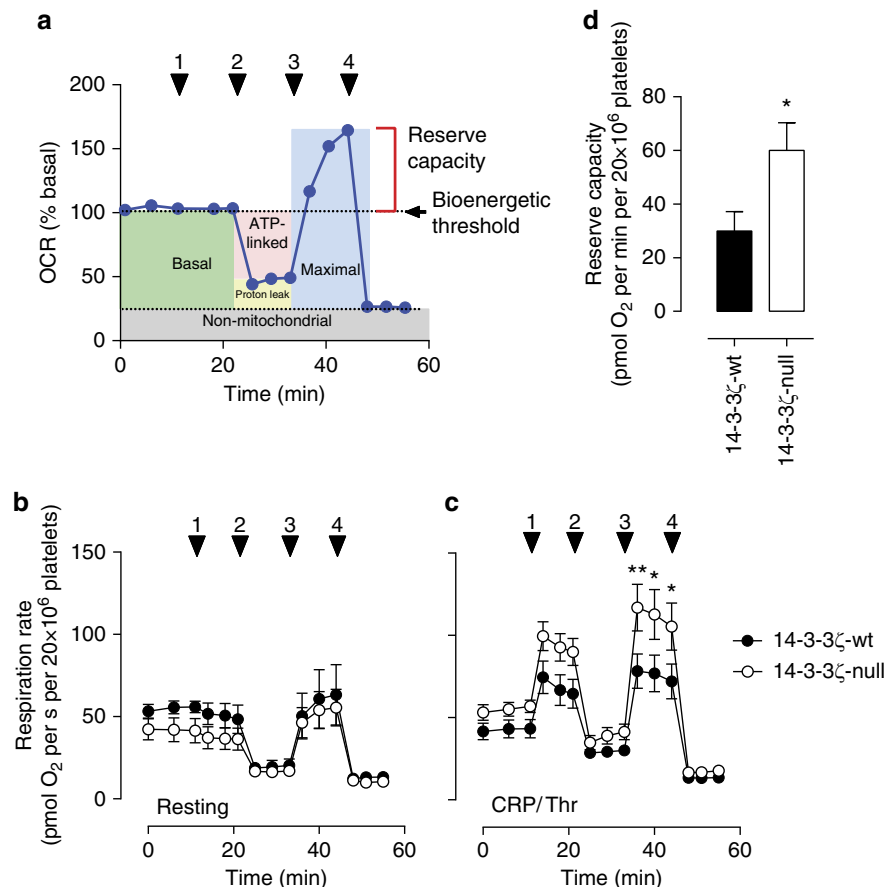 a
1 2 3 4
200
150
100
50
0
OCR (% basal)
Reserve
capacity
Bioenergetic
threshold
ATP-
linked
Basal
Maximal
Proton leak
Non-mitochondrial
0 20 40 60
Time (min)
d
Reserve capacity
(pmol O₂ per min per 20×10⁶ platelets)
80
60
40
20
0
*
14-3-3ζ-wt
14-3-3ζ-null
b
1 2 3 4
150
100
50
0
Respiration rate
(pmol O₂ per s per 20×10⁶ platelets)
Resting
0 20 40 60
Time (min)
c
1 2 3 4
** * *
CRP/Thr
0 20 40 60
Time (min)
14-3-3ζ-wt
14-3-3ζ-null